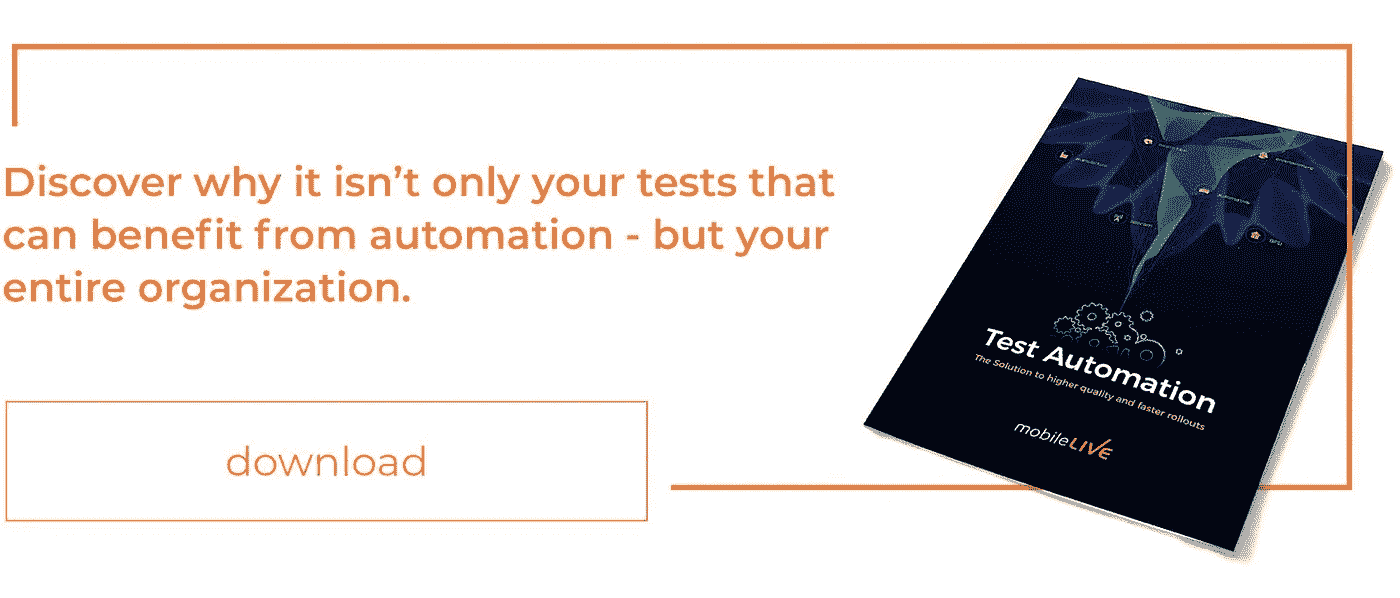 Discover why it isn’t only your tests that
can benefit from automation - but your
entire organization.
download
Test Automation
The Solution to higher quality and faster rollouts
mobileLIVE